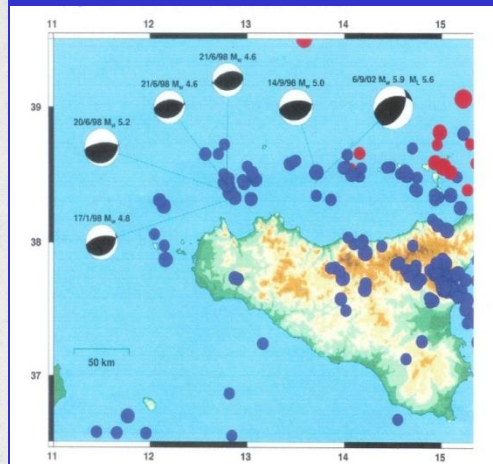 11 12 13 14 15
21/6/98 Mw 4.6
21/6/98 Mw 4.6 14/9/98 Mw 5.0 6/9/02 Mw 5.9 ML 5.6
39
20/6/98 Mw 5.2
17/1/98 Mw 4.8
38
50 km
37
11 12 13 14 15